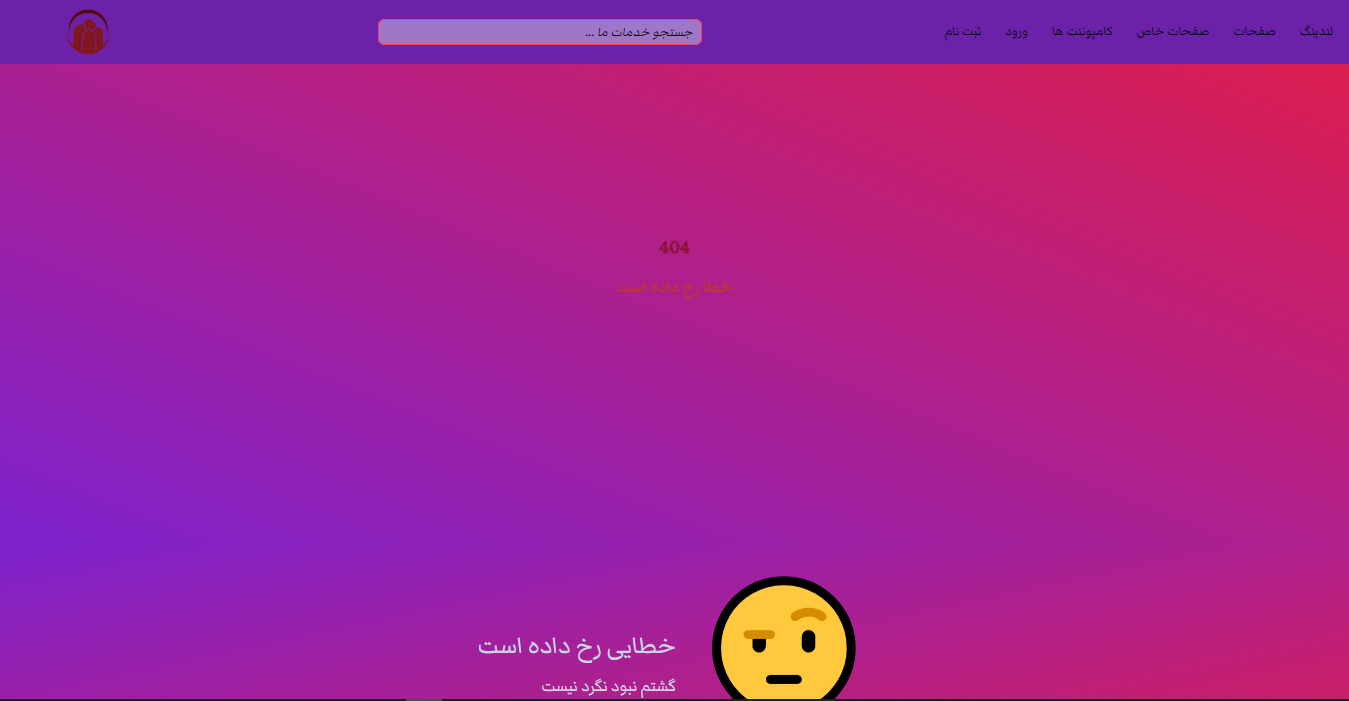 لندینگ صفحات صفحات خاص کامپوننت ها ورود ثبت نام
جستجو خدمات ما ...
404
خطا رخ داده است
خطایی رخ داده است
گشتم نبود نگرد نیست